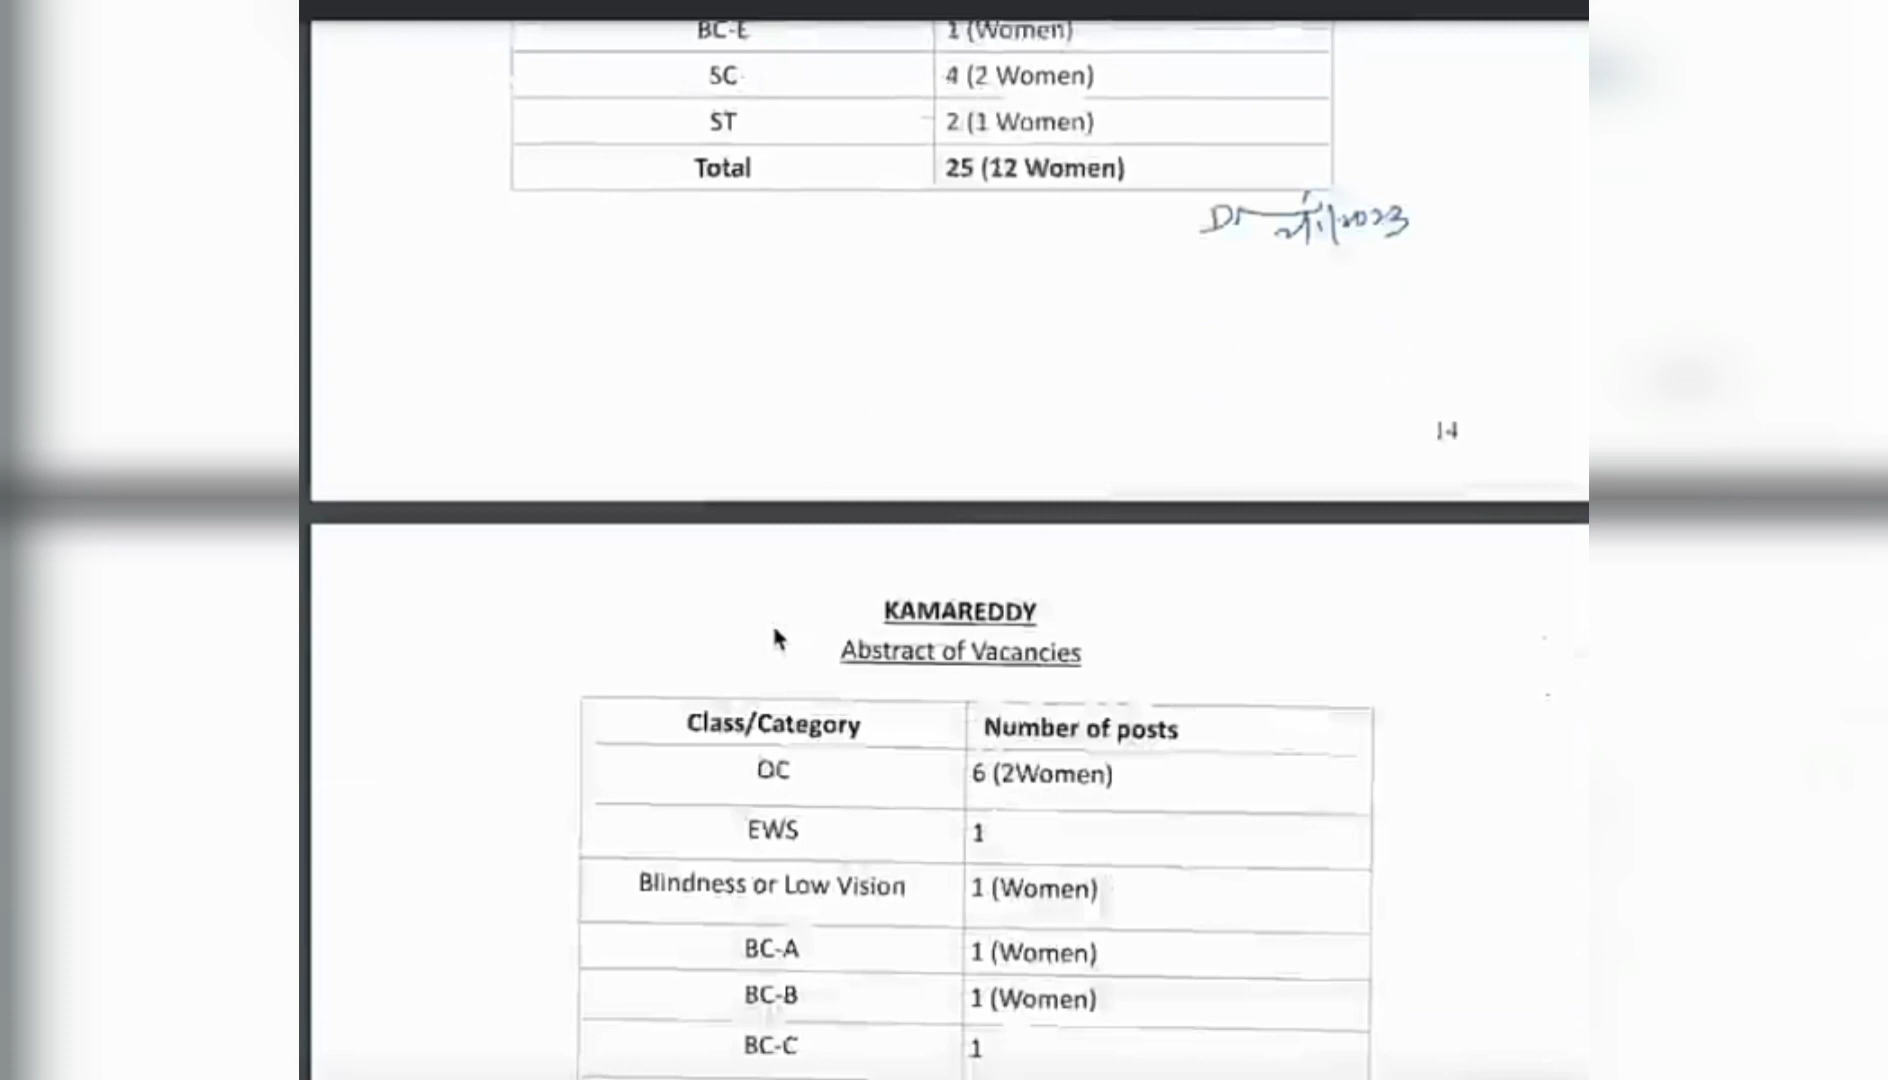 BC-E 1 (Women)
SC 4 (2 Women)
ST 2 (1 Women)
Total 25 (12 Women)
14
KAMAREDDY
Abstract of Vacancies
Class/Category Number of posts
OC 6 (2Women)
EWS 1
Blindness or Low Vision 1 (Women)
BC-A 1 (Women)
BC-B 1 (Women)
BC-C 1